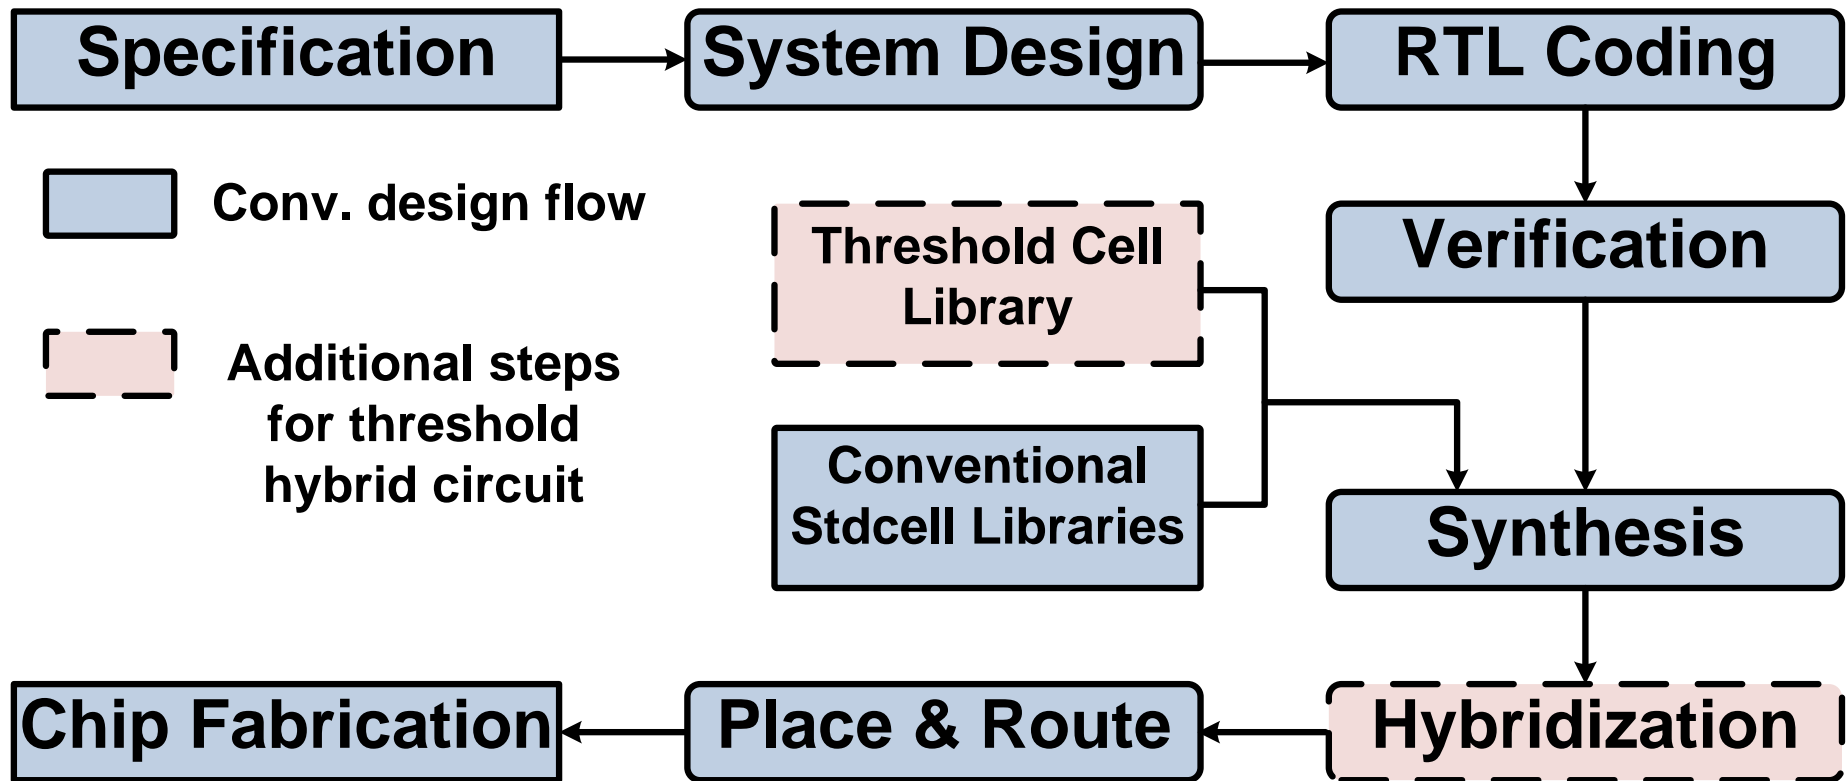 Specification
System Design
RTL Coding
Conv. design flow
Threshold Cell
Library
Verification
Additional steps
for threshold
hybrid circuit
Conventional
Stdcell Libraries
Synthesis
Chip Fabrication
Place & Route
Hybridization